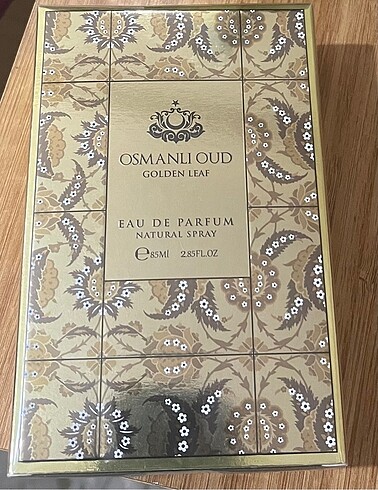 OSMANLI OUD
GOLDEN LEAF
EAU DE PARFUM
NATURAL SPRAY
℮85Ml 2.85FL.OZ